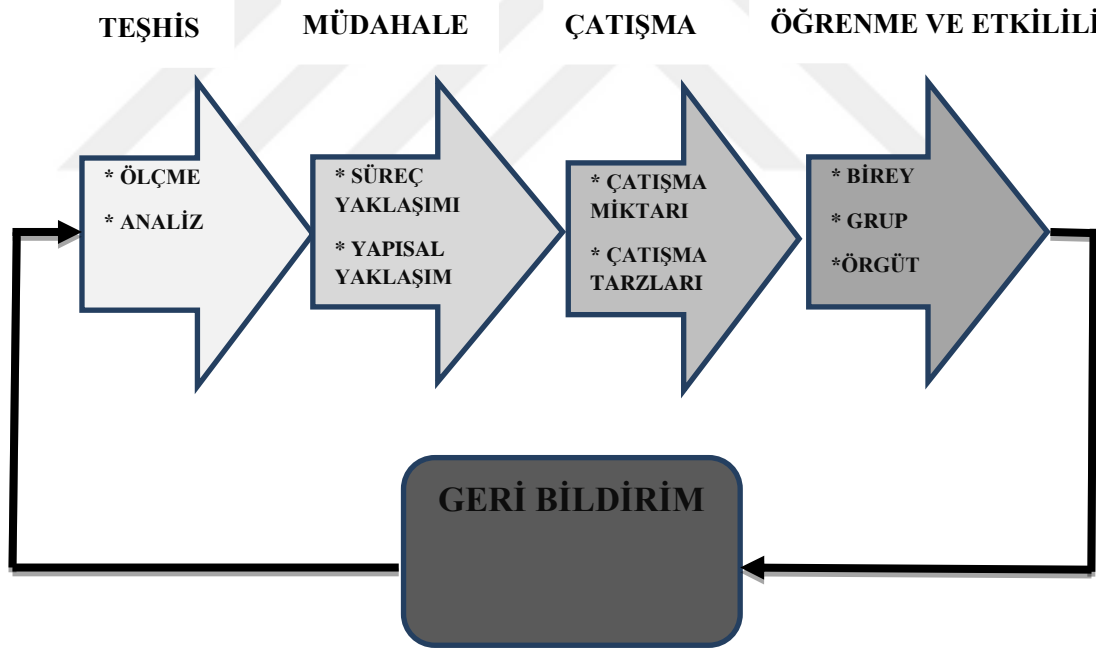 TEŞHİS
MÜDAHALE
ÇATIŞMA
ÖĞRENME VE ETKİLİLİ
* ÖLÇME
* ANALİZ
* SÜREÇ
YAKLAŞIMI
* YAPISAL
YAKLAŞIM
* ÇATIŞMA
MİKTARI
* ÇATIŞMA
TARZLARI
* BİREY
* GRUP
*ÖRGÜT
GERİ BİLDİRİM